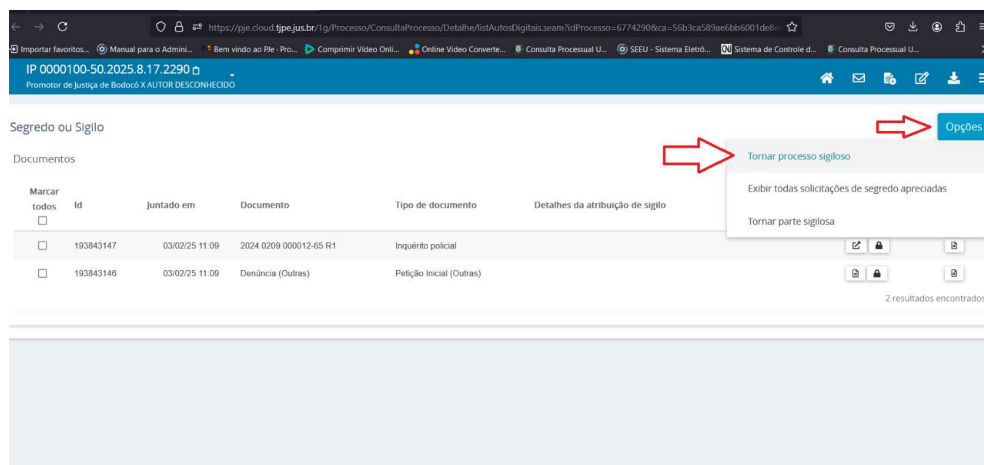 https://pje.cloud.tjpe.jus.br/1g/Processo/ConsultaProcesso/Detalhe/listAutosDigitais.seam?idProcesso=6774290&ca=56b3ca589ae6bb6001de8e
Importar favoritos... Manual para o Admini... Bem vindo ao PJe - Pro... Comprimir Vídeo Onli... Online Video Converte... Consulta Processual U... SEEU - Sistema Eletrô... Sistema de Controle d... Consulta Processual U...
IP 0000100-50.2025.8.17.2290
Promotor de Justiça de Bodocó X AUTOR DESCONHECIDO
Segredo ou Sigilo
Opções
Documentos
Tornar processo sigiloso
Exibir todas solicitações de segredo apreciadas
Tornar parte sigilosa
Marcar todos Id Juntado em Documento Tipo de documento Detalhes da atribuição de sigilo
193843147 03/02/25 11:09 2024.0209.000012-65 R1 Inquérito policial
193843146 03/02/25 11:09 Denúncia (Outras) Petição Inicial (Outras)
2 resultados encontrados